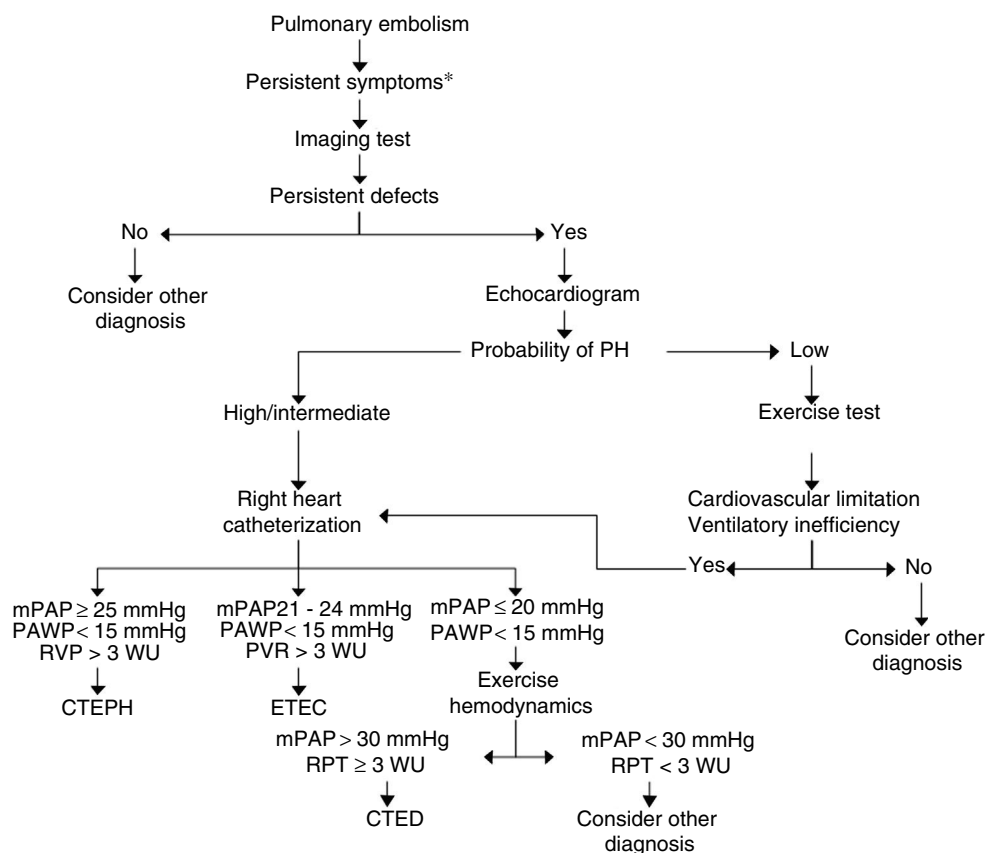 Pulmonary embolism
Persistent symptoms*
Imaging test
Persistent defects
No
Yes
Consider other
diagnosis
Echocardiogram
Probability of PH
Low
High/intermediate
Exercise test
Right heart
catheterization
Cardiovascular limitation
Ventilatory inefficiency
Yes
No
mPAP ≥ 25 mmHg
PAWP < 15 mmHg
RVP > 3 WU
mPAP21 - 24 mmHg
PAWP < 15 mmHg
PVR > 3 WU
mPAP ≤ 20 mmHg
PAWP < 15 mmHg
Consider other
diagnosis
CTEPH
ETEC
Exercise
hemodynamics
mPAP > 30 mmHg
RPT ≥ 3 WU
mPAP < 30 mmHg
RPT < 3 WU
CTED
Consider other
diagnosis